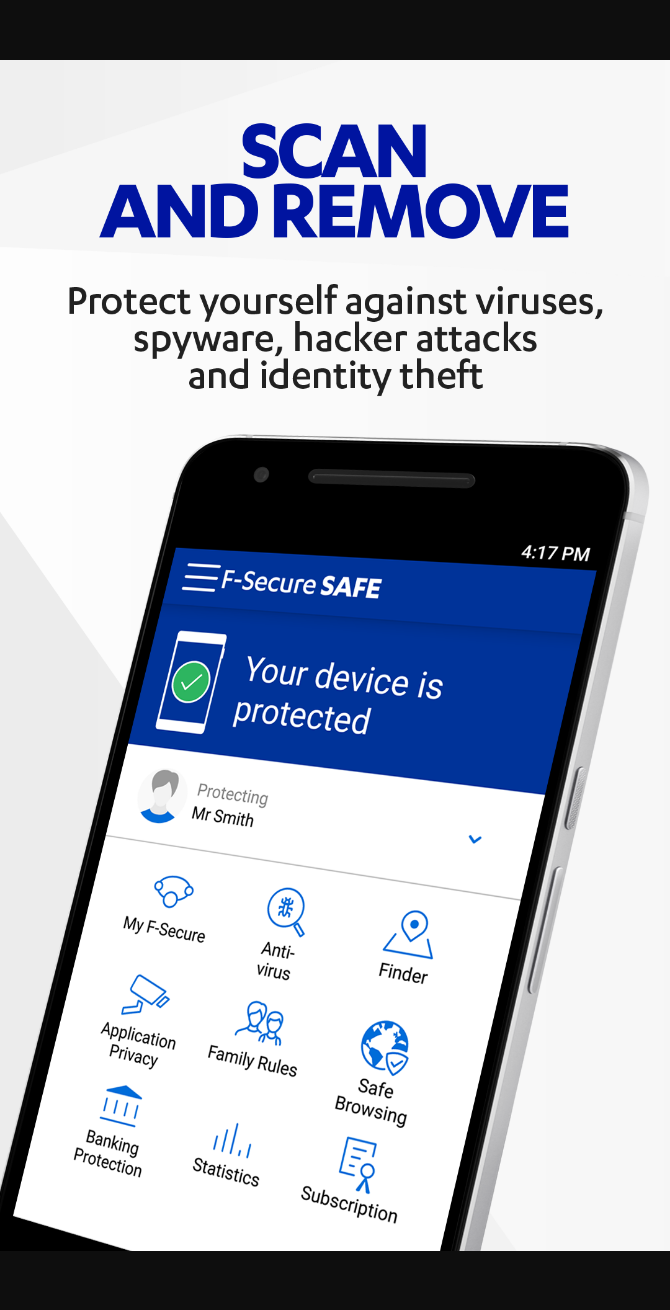 SCAN
AND REMOVE
Protect yourself against viruses,
spyware, hacker attacks
and identity theft
4:17 PM
F-Secure SAFE
Your device is
protected
Protecting
Mr Smith
My F-Secure
Anti-
virus
Finder
Application
Privacy
Family Rules
Safe
Browsing
Banking
Protection
Statistics
Subscription